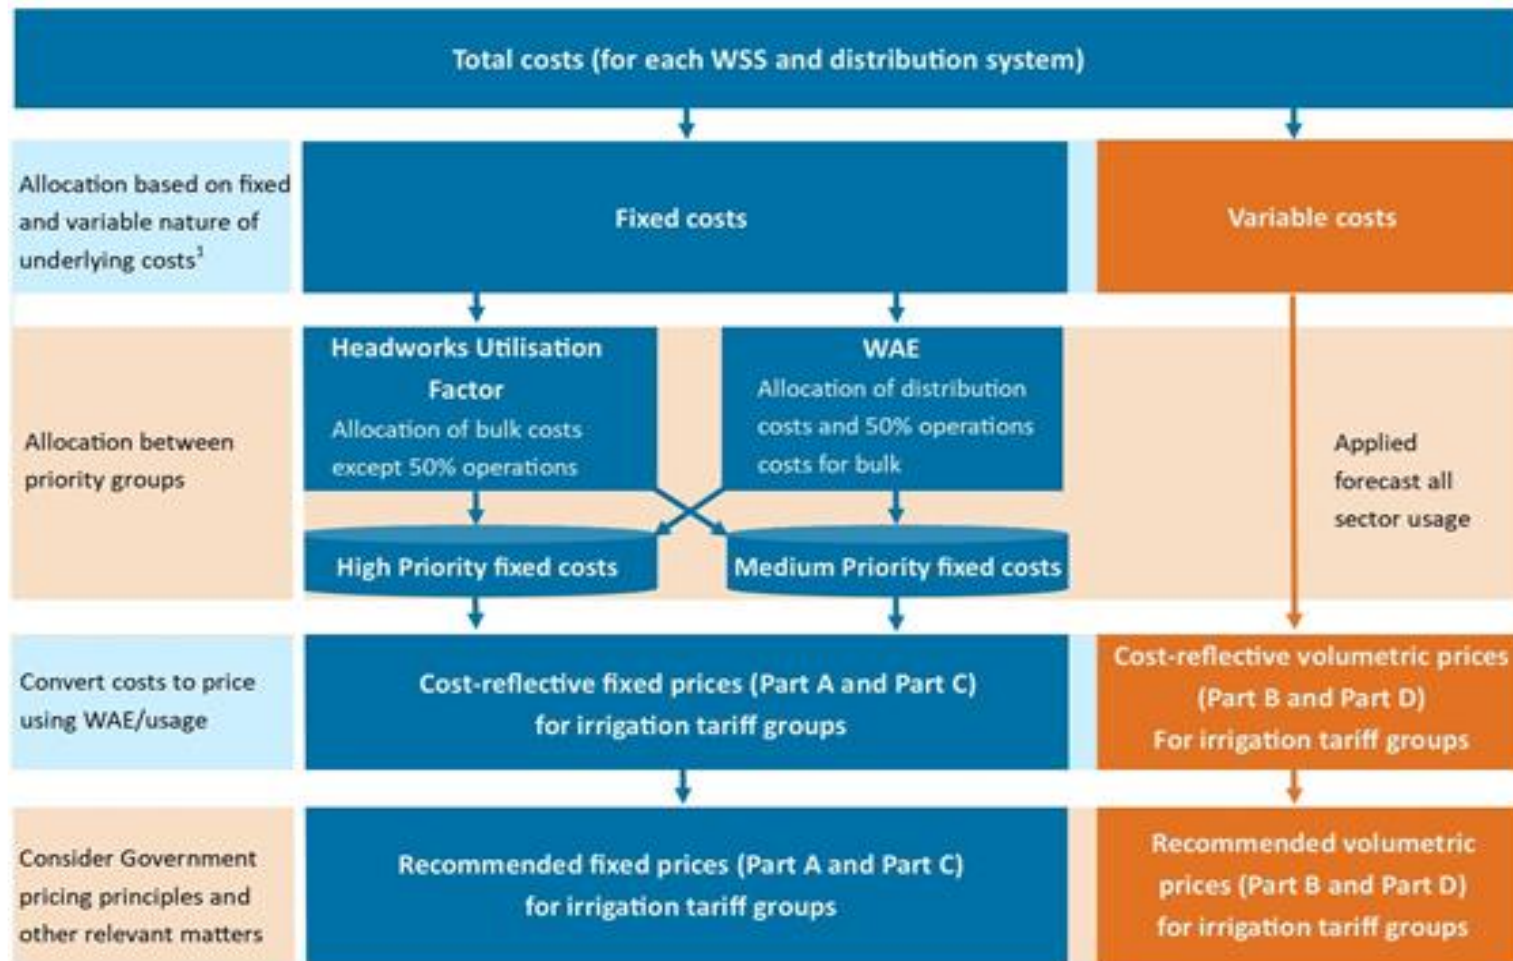 Total costs (for each WSS and distribution system)
Allocation based on fixed
and variable nature of
underlying costs¹
Fixed costs
Variable costs
Allocation between
priority groups
Headworks Utilisation
Factor
Allocation of bulk costs
except 50% operations
WAE
Allocation of distribution
costs and 50% operations
costs for bulk
Applied
forecast all
sector usage
High Priority fixed costs
Medium Priority fixed costs
Convert costs to price
using WAE/usage
Cost-reflective fixed prices (Part A and Part C)
for irrigation tariff groups
Cost-reflective volumetric prices
(Part B and Part D)
For irrigation tariff groups
Consider Government
pricing principles and
other relevant matters
Recommended fixed prices (Part A and Part C)
for irrigation tariff groups
Recommended volumetric
prices (Part B and Part D)
for irrigation tariff groups